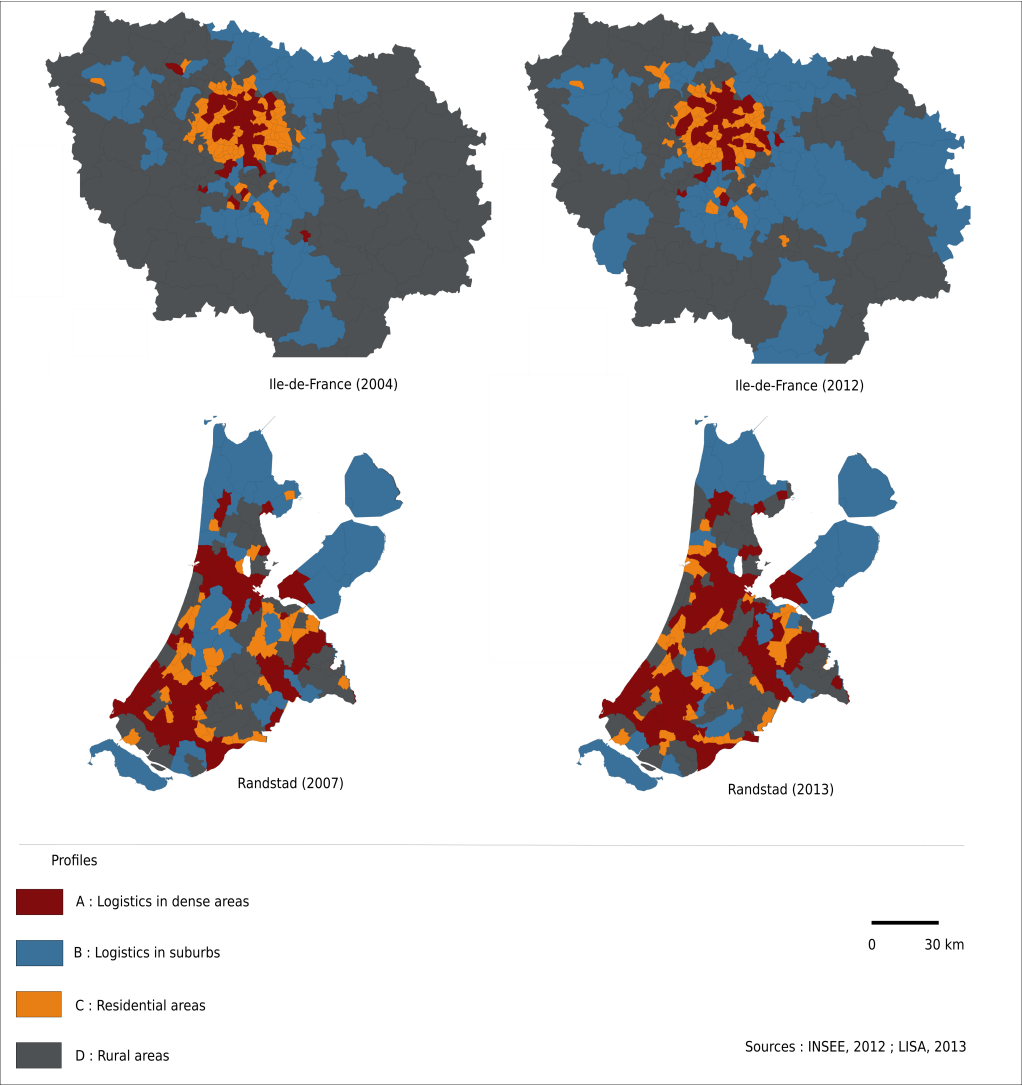 Ile-de-France (2004)
Ile-de-France (2012)
Randstad (2007)
Randstad (2013)
Profiles
A : Logistics in dense areas
B : Logistics in suburbs
C : Residential areas
D : Rural areas
0 30 km
Sources : INSEE, 2012 ; LISA, 2013